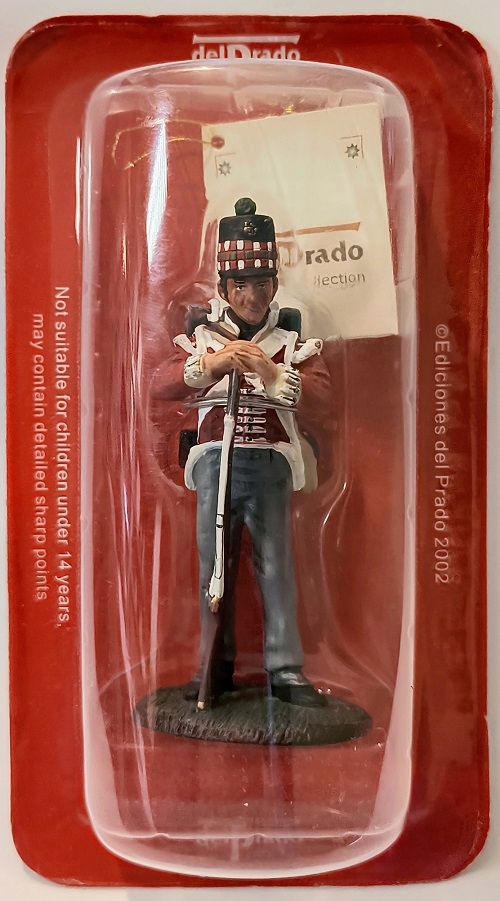 delPrado
Prado
llection
Not suitable for children under 14 years,
may contain detailed sharp points
©Ediciones del Prado 2002